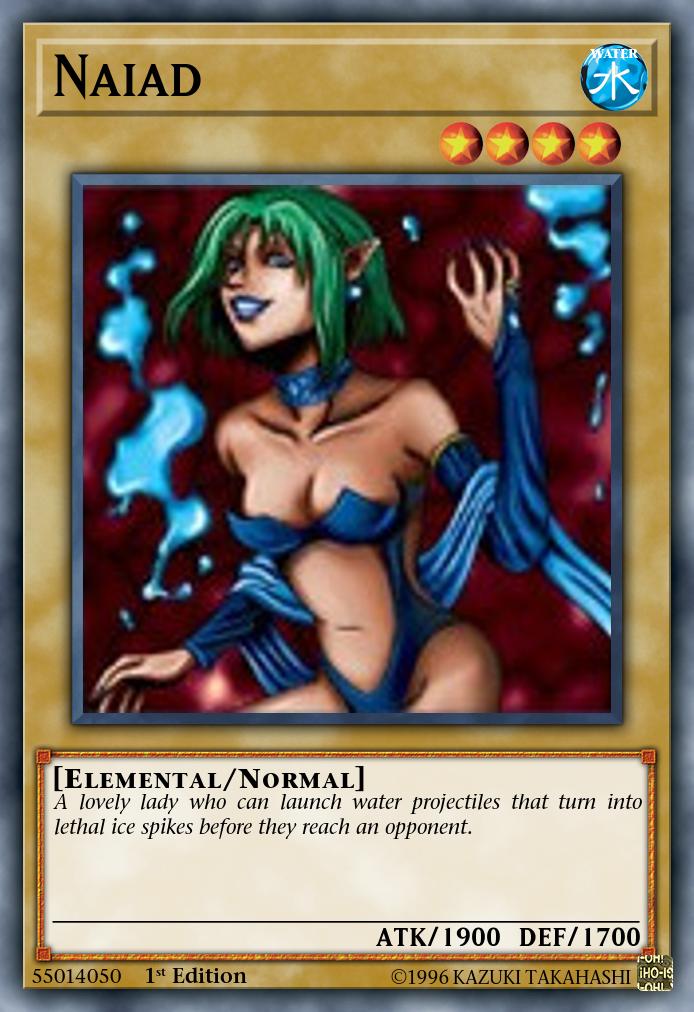 NAIAD
WATER
水
[ELEMENTAL/NORMAL]
A lovely lady who can launch water projectiles that turn into
lethal ice spikes before they reach an opponent.
ATK/1900 DEF/1700
55014050 1st Edition ©1996 KAZUKI TAKAHASHI